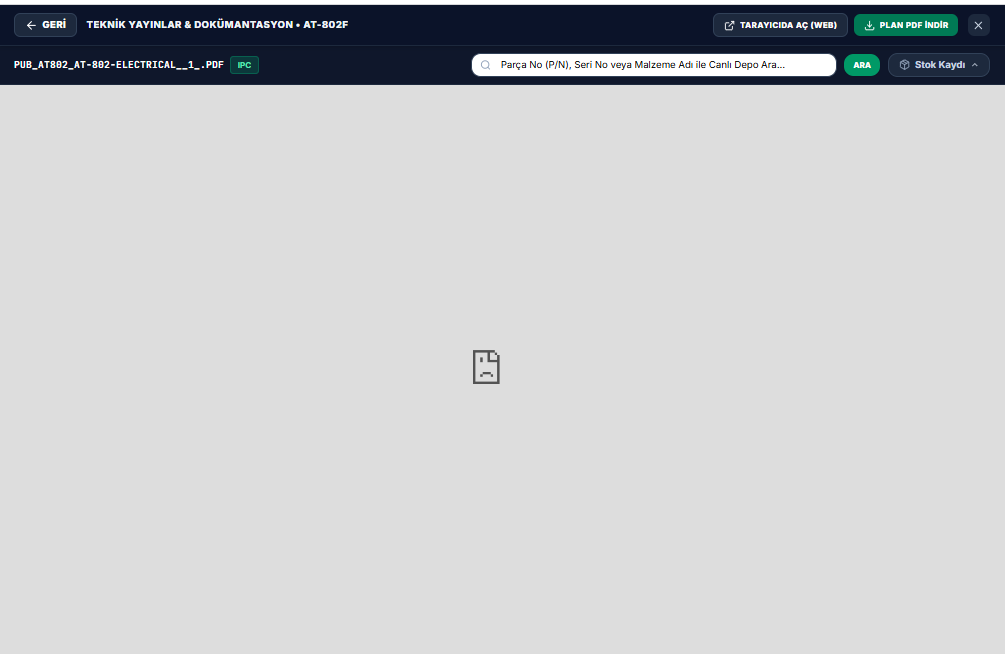 GERİ
TEKNİK YAYINLAR & DOKÜMANTASYON • AT-802F
TARAYICIDA AÇ (WEB)
PLAN PDF İNDİR
PUB_AT802_AT-802-ELECTRICAL__1_.PDF
IPC
Parça No (P/N), Seri No veya Malzeme Adı ile Canlı Depo Ara...
ARA
Stok Kaydı